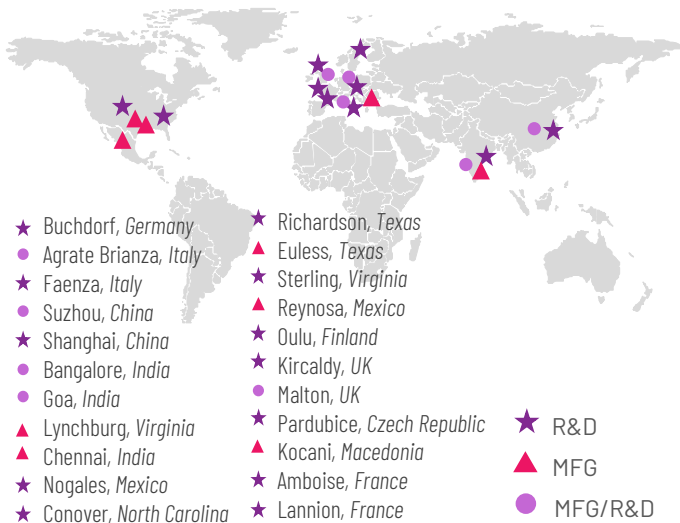 Buchdorf, Germany
Agrate Brianza, Italy
Faenza, Italy
Suzhou, China
Shanghai, China
Bangalore, India
Goa, India
Lynchburg, Virginia
Chennai, India
Nogales, Mexico
Conover, North Carolina
Richardson, Texas
Euless, Texas
Sterling, Virginia
Reynosa, Mexico
Oulu, Finland
Kircaldy, UK
Malton, UK
Pardubice, Czech Republic
Kocani, Macedonia
Amboise, France
Lannion, France
R&D
MFG
MFG/R&D